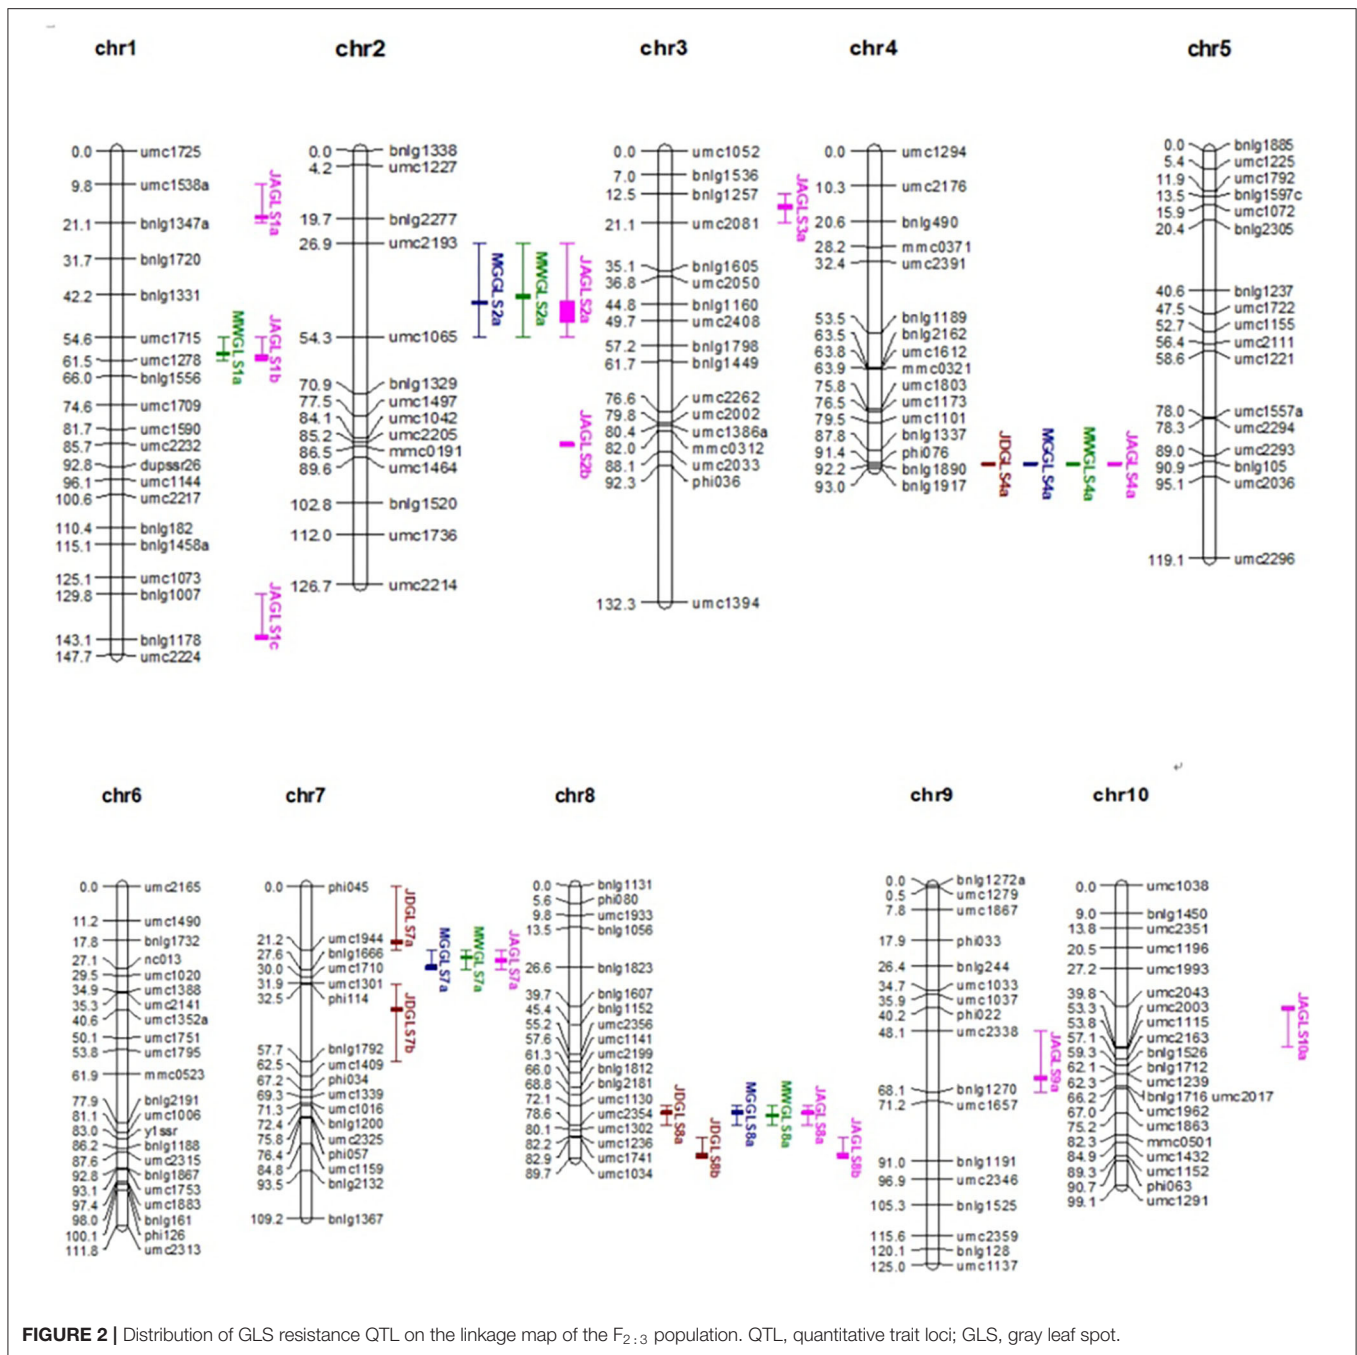 chr1 chr2 chr3 chr4 chr5
0.0 umc1725
9.8 umc1538a
21.1 bnlg1347a
31.7 bnlg1720
42.2 bnlg1331
54.6 umc1715
61.5 umc1278
66.0 bnlg1556
74.6 umc1709
81.7 umc1590
85.7 umc2232
92.8 dupssr26
96.1 umc1144
100.6 umc2217
110.4 bnlg182
115.1 bnlg1458a
125.1 umc1073
129.8 bnlg1007
143.1 bnlg1178
147.7 umc2224
JAGLS1a
MWGLS1a
JAGLS1b
JAGLS1c
0.0 bnlg1338
4.2 umc1227
19.7 bnlg2277
26.9 umc2193
54.3 umc1065
70.9 bnlg1329
77.5 umc1497
84.1 umc1042
85.2 umc2205
86.5 mmc0191
89.6 umc1464
102.8 bnlg1520
112.0 umc1736
126.7 umc2214
MGGLS2a
MWGLS2a
JAGLS2a
JAGLS2b
0.0 umc1052
7.0 bnlg1536
12.5 bnlg1257
21.1 umc2081
35.1 bnlg1605
36.8 umc2050
44.8 bnlg1160
49.7 umc2408
57.2 bnlg1798
61.7 bnlg1449
76.6 umc2262
79.8 umc2002
80.4 umc1386a
82.0 mmc0312
88.1 umc2033
92.3 phi036
132.3 umc1394
JAGLS3a
0.0 umc1294
10.3 umc2176
20.6 bnlg490
28.2 mmc0371
32.4 umc2391
53.5 bnlg1189
63.5 bnlg2162
63.8 umc1612
63.9 mmc0321
75.8 umc1803
76.5 umc1173
79.5 umc1101
87.8 bnlg1337
91.4 phi076
92.2 bnlg1890
93.0 bnlg1917
JDGLS4a
MGGLS4a
MWGLS4a
JAGLS4a
0.0 bnlg1885
5.4 umc1225
11.9 umc1792
13.5 bnlg1597c
15.9 umc1072
20.4 bnlg2305
40.6 bnlg1237
47.5 umc1722
52.7 umc1155
56.4 umc2111
58.6 umc1221
78.0 umc1557a
78.3 umc2294
89.0 umc2293
90.9 bnlg105
95.1 umc2036
119.1 umc2296
chr6 chr7 chr8 chr9 chr10
0.0 umc2165
11.2 umc1490
17.8 bnlg1732
27.1 nc013
29.5 umc1020
34.9 umc1388
35.3 umc2141
40.6 umc1352a
50.1 umc1751
53.8 umc1795
61.9 mmc0523
77.9 bnlg2191
81.1 umc1006
83.0 y1ssr
86.2 bnlg1188
87.6 umc2315
92.8 bnlg1867
93.1 umc1753
97.4 umc1883
98.0 bnlg161
100.1 phi126
111.8 umc2313
0.0 phi045
21.2 umc1944
27.6 bnlg1666
30.0 umc1710
31.9 umc1301
32.5 phi114
57.7 bnlg1792
62.5 umc1409
67.2 phi034
69.3 umc1339
71.3 umc1016
72.4 bnlg1200
75.8 umc2325
76.4 phi057
84.8 umc1159
93.5 bnlg2132
109.2 bnlg1367
JDGLS7a
JDGLS7b
MGGLS7a
MWGLS7a
JAGLS7a
0.0 bnlg1131
5.6 phi080
9.8 umc1933
13.5 bnlg1056
26.6 bnlg1823
39.7 bnlg1607
45.4 bnlg1152
55.2 umc2356
57.6 umc1141
61.3 umc2199
66.0 bnlg1812
68.8 bnlg2181
72.1 umc1130
78.6 umc2354
80.1 umc1302
82.2 umc1236
82.9 umc1741
89.7 umc1034
JDGLS8a
JDGLS8b
MGGLS8a
MWGLS8a
JAGLS8a
JAGLS8b
0.0 bnlg1272a
0.5 umc1279
7.8 umc1867
17.9 phi033
26.4 bnlg244
34.7 umc1033
35.9 umc1037
40.2 phi022
48.1 umc2338
68.1 bnlg1270
71.2 umc1657
91.0 bnlg1191
96.9 umc2346
105.3 bnlg1525
115.6 umc2359
120.1 bnlg128
125.0 umc1137
JAGLS9a
0.0 umc1038
9.0 bnlg1450
13.8 umc2351
20.5 umc1196
27.2 umc1993
39.8 umc2043
53.3 umc2003
53.8 umc1115
57.1 umc2163
59.3 bnlg1526
62.1 bnlg1712
62.3 umc1239
66.2 bnlg1716 umc2017
67.0 umc1962
75.2 umc1863
82.3 mmc0501
84.9 umc1432
89.3 umc1152
90.7 phi063
99.1 umc1291
JAGLS10a
FIGURE 2 | Distribution of GLS resistance QTL on the linkage map of the F2:3 population. QTL, quantitative trait loci; GLS, gray leaf spot.